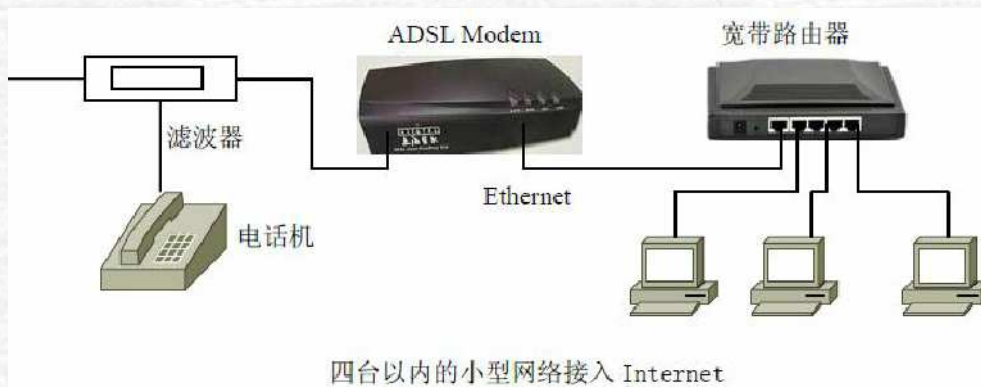 ADSL Modem
宽带路由器
滤波器
Ethernet
电话机
四台以内的小型网络接入 Internet